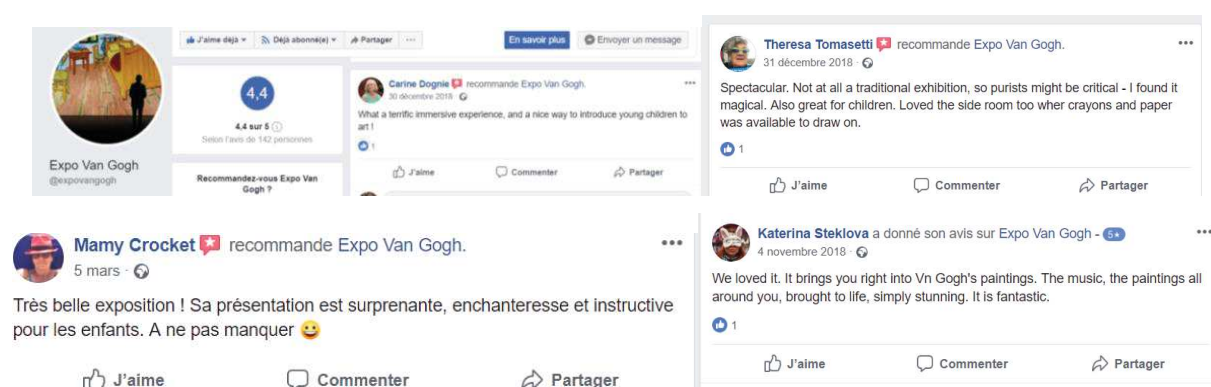 J'aime déjà
Déjà abonné(e)
Partager
...
En savoir plus
Envoyer un message
Expo Van Gogh
@expovangogh
4,4
4,4 sur 5
Selon l'avis de 142 personnes
Recommandez-vous Expo Van
Gogh ?
Carine Dognie recommande Expo Van Gogh.
30 décembre 2018
What a terrific immersive experience, and a nice way to introduce young children to
art !
1
J'aime Commenter Partager
Theresa Tomasetti recommande Expo Van Gogh.
31 décembre 2018
Spectacular. Not at all a traditional exhibition, so purists might be critical - I found it
magical. Also great for children. Loved the side room too wher crayons and paper
was available to draw on.
1
J'aime Commenter Partager
Mamy Crocket recommande Expo Van Gogh.
5 mars
Très belle exposition ! Sa présentation est surprenante, enchanteresse et instructive
pour les enfants. A ne pas manquer 😀
J'aime Commenter Partager
Katerina Steklova a donné son avis sur Expo Van Gogh - 5★
4 novembre 2018
We loved it. It brings you right into Vn Gogh's paintings. The music, the paintings all
around you, brought to life, simply stunning. It is fantastic.
1
J'aime Commenter Partager